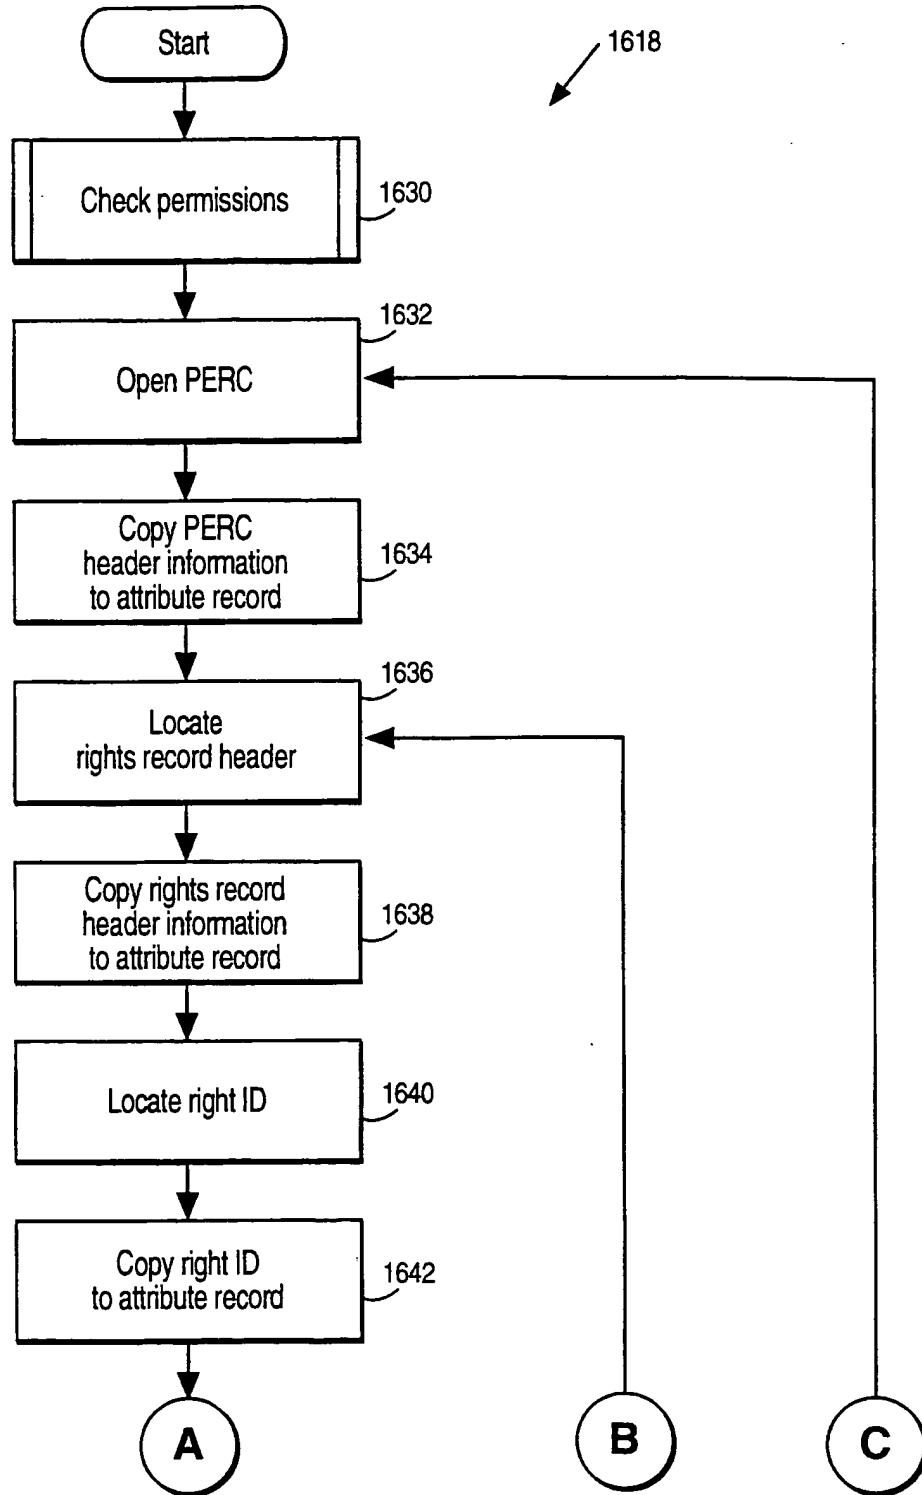 Start
1618
Check permissions
1630
1632
Open PERC
Copy PERC
header information
to attribute record
1634
1636
Locate
rights record header
Copy rights record
header information
to attribute record
1638
Locate right ID
1640
Copy right ID
to attribute record
1642
A
B
C